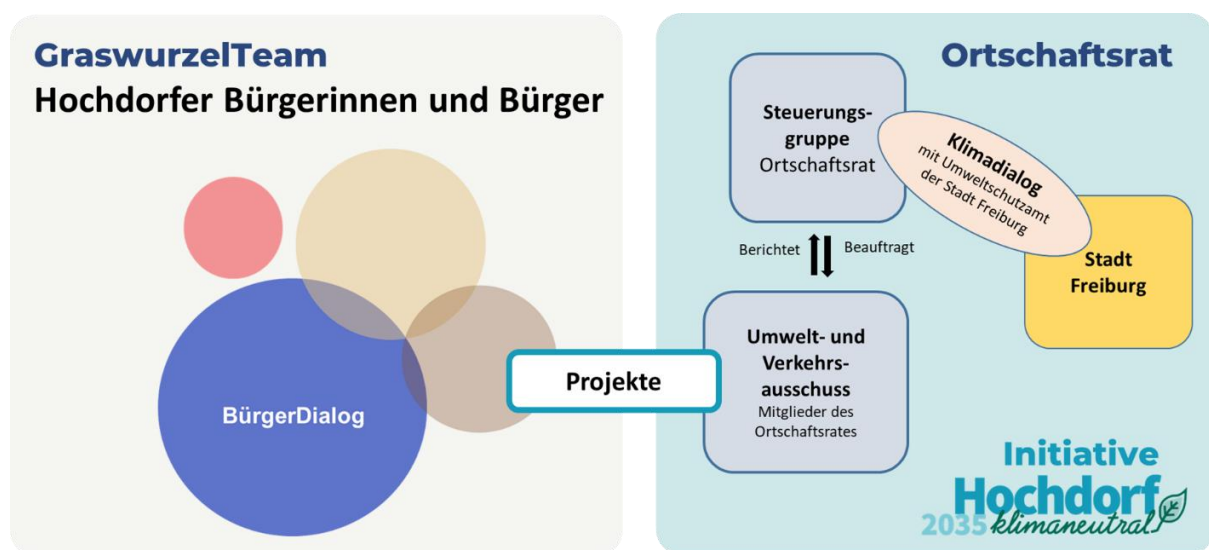 GraswurzelTeam
Hochdorfer Bürgerinnen und Bürger
BürgerDialog
Projekte
Ortschaftsrat
Steuerungs-
gruppe
Ortschaftsrat
Klimadialog
mit Umweltschutzamt
der Stadt Freiburg
Stadt
Freiburg
Berichtet
Beauftragt
Umwelt- und
Verkehrs-
ausschuss
Mitglieder des
Ortschaftsrates
Initiative
Hochdorf
2035 klimaneutral